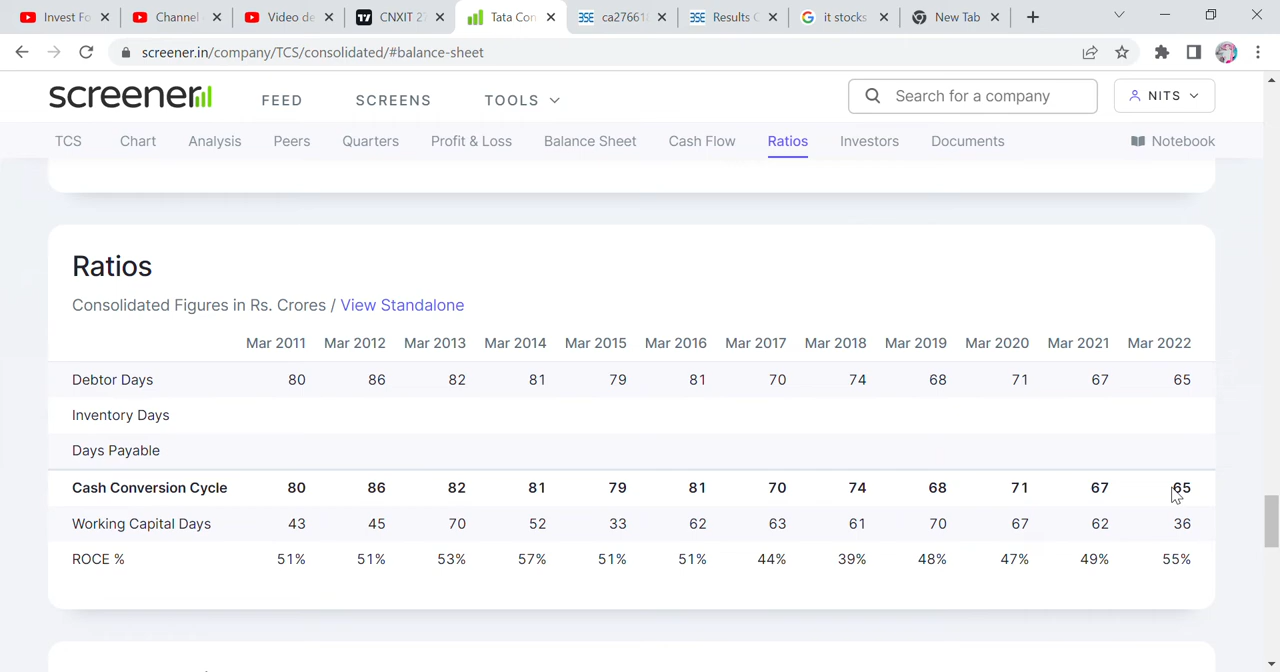 Invest Fo
Channel
Video de
CNXIT 2
Tata Con
ca27661
Results C
it stocks
New Tab
screener.in/company/TCS/consolidated/#balance-sheet
screener FEED SCREENS TOOLS Search for a company NITS
TCS Chart Analysis Peers Quarters Profit & Loss Balance Sheet Cash Flow Ratios Investors Documents Notebook
Ratios
Consolidated Figures in Rs. Crores / View Standalone
Mar 2011 Mar 2012 Mar 2013 Mar 2014 Mar 2015 Mar 2016 Mar 2017 Mar 2018 Mar 2019 Mar 2020 Mar 2021 Mar 2022
Debtor Days 80 86 82 81 79 81 70 74 68 71 67 65
Inventory Days
Days Payable
Cash Conversion Cycle 80 86 82 81 79 81 70 74 68 71 67 65
Working Capital Days 43 45 70 52 33 62 63 61 70 67 62 36
ROCE % 51% 51% 53% 57% 51% 51% 44% 39% 48% 47% 49% 55%